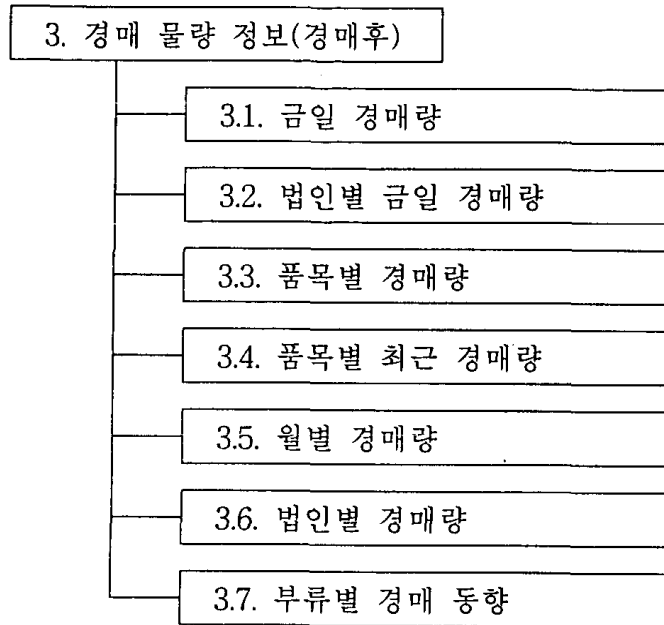 3. 경매 물량 정보(경매후)
3.1. 금일 경매량
3.2. 법인별 금일 경매량
3.3. 품목별 경매량
3.4. 품목별 최근 경매량
3.5. 월별 경매량
3.6. 법인별 경매량
3.7. 부류별 경매 동향